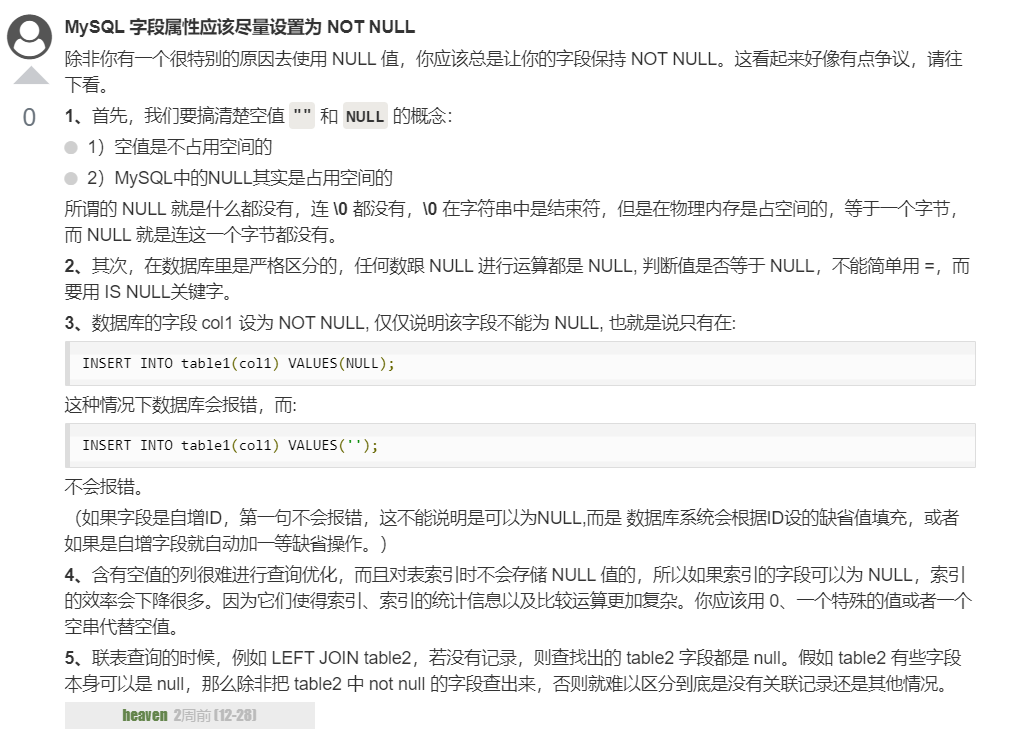 MySQL 字段属性应该尽量设置为 NOT NULL
除非你有一个很特别的原因去使用 NULL 值，你应该总是让你的字段保持 NOT NULL。这看起来好像有点争议，请往
下看。
0
1、首先，我们要搞清楚空值 "" 和 NULL 的概念：
1）空值是不占用空间的
2）MySQL中的NULL其实是占用空间的
所谓的 NULL 就是什么都没有，连 \0 都没有，\0 在字符串中是结束符，但是在物理内存是占空间的，等于一个字节，
而 NULL 就是连这一个字节都没有。
2、其次，在数据库里是严格区分的，任何数跟 NULL 进行运算都是 NULL, 判断值是否等于 NULL，不能简单用 =，而
要用 IS NULL关键字。
3、数据库的字段 col1 设为 NOT NULL, 仅仅说明该字段不能为 NULL, 也就是说只有在:
INSERT INTO table1(col1) VALUES(NULL);
这种情况下数据库会报错，而:
INSERT INTO table1(col1) VALUES('');
不会报错。
（如果字段是自增ID，第一句不会报错，这不能说明是可以为NULL,而是 数据库系统会根据ID设的缺省值填充，或者
如果是自增字段就自动加一等缺省操作。）
4、含有空值的列很难进行查询优化，而且对表索引时不会存储 NULL 值的，所以如果索引的字段可以为 NULL，索引
的效率会下降很多。因为它们使得索引、索引的统计信息以及比较运算更加复杂。你应该用 0、一个特殊的值或者一个
空串代替空值。
5、联表查询的时候，例如 LEFT JOIN table2，若没有记录，则查找出的 table2 字段都是 null。假如 table2 有些字段
本身可以是 null，那么除非把 table2 中 not null 的字段查出来，否则就难以区分到底是没有关联记录还是其他情况。
heaven 2周前 (12-28)